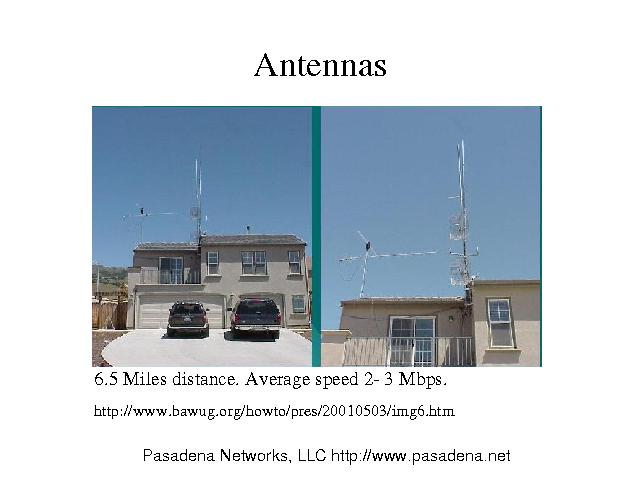 Antennas
6.5 Miles distance. Average speed 2- 3 Mbps.
http://www.bawug.org/howto/pres/20010503/img6.htm
Pasadena Networks, LLC http://www.pasadena.net